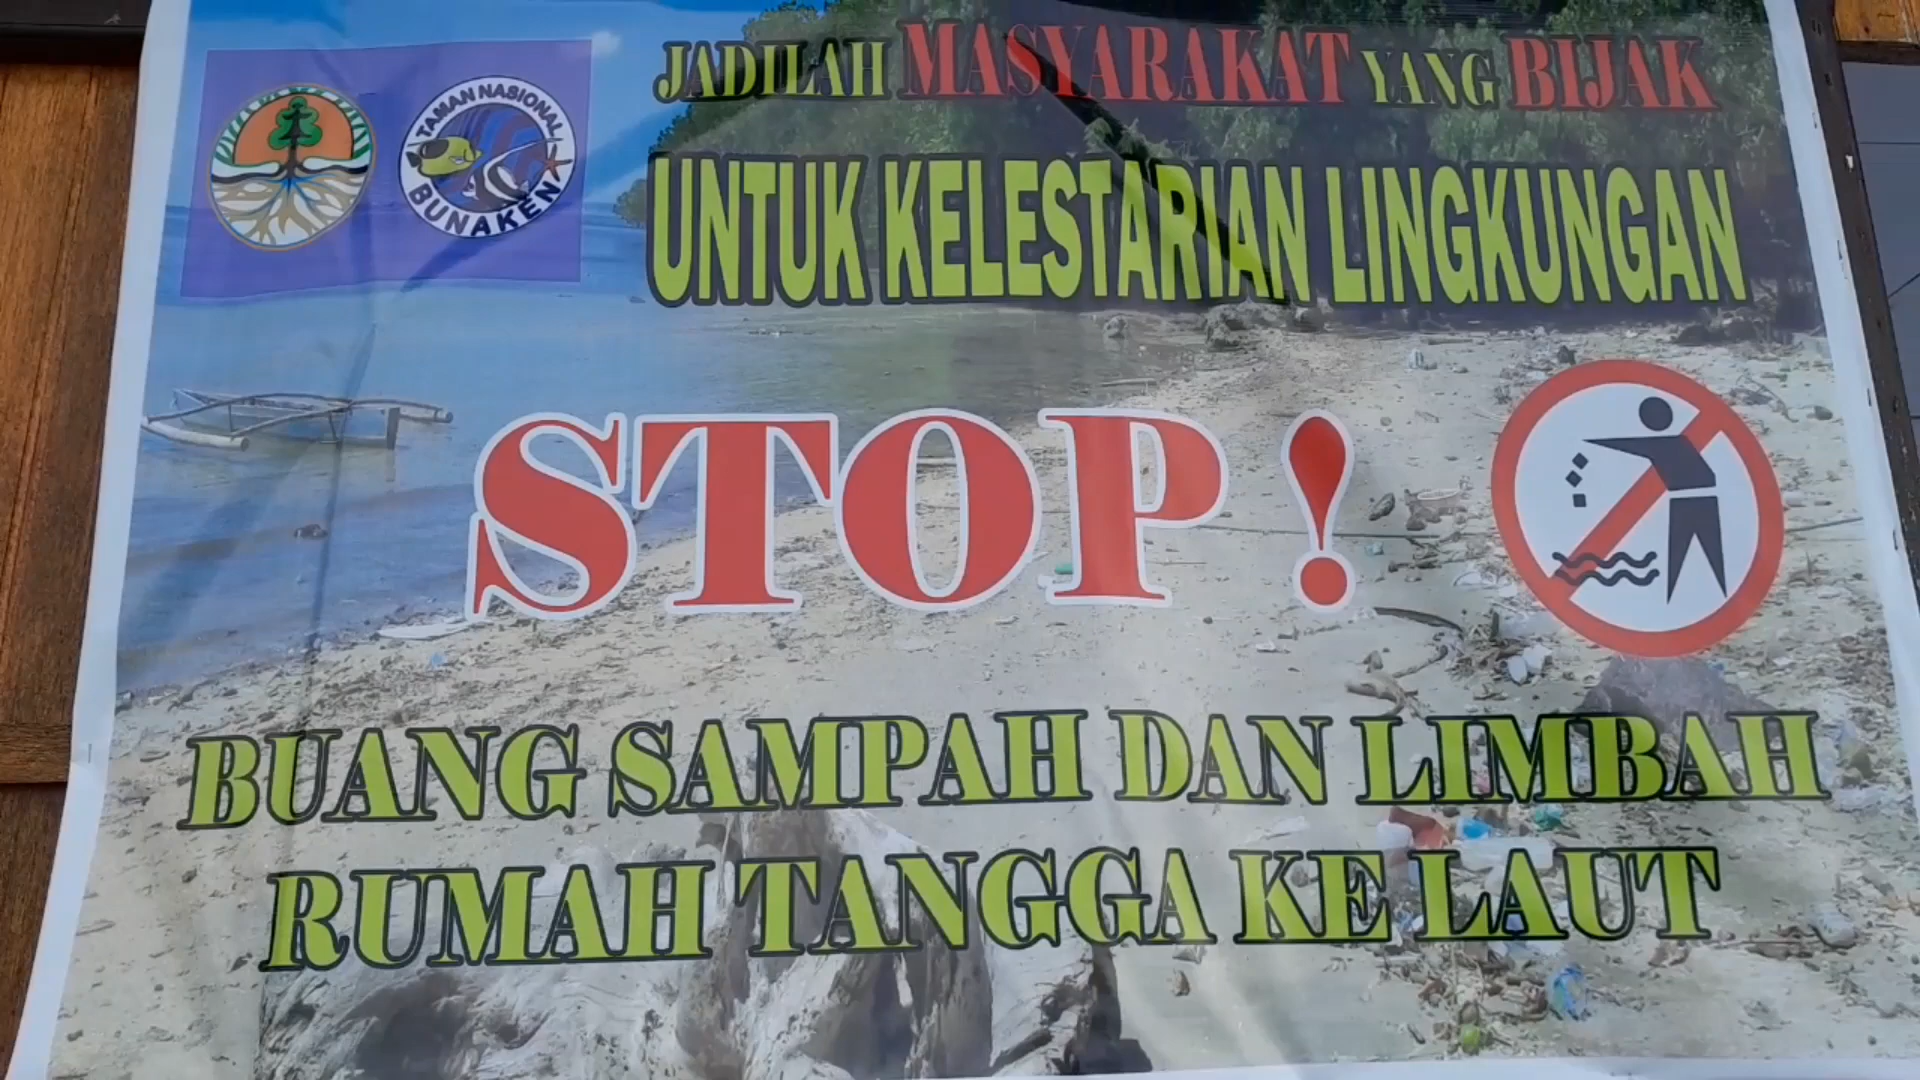 TAMAN NASIONAL
BUNAKEN
JADILAH MASYARAKAT YANG BIJAK
UNTUK KELESTARIAN LINGKUNGAN
STOP !
BUANG SAMPAH DAN LIMBAH
RUMAH TANGGA KE LAUT